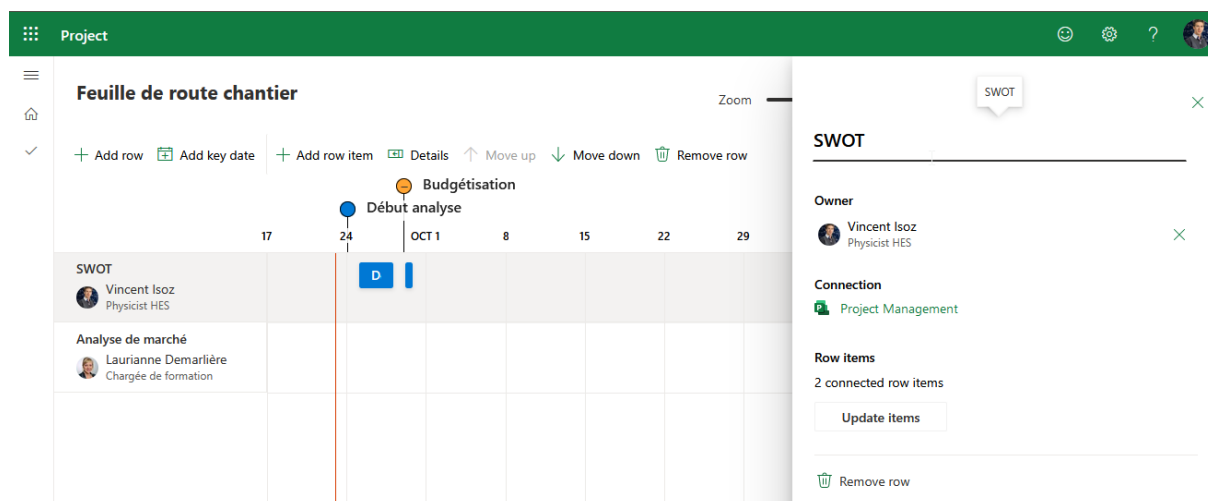 Project
?
Feuille de route chantier
Zoom
Add row Add key date Add row item Details Move up Move down Remove row
Budgétisation
Début analyse
17 24 OCT 1 8 15 22 29
SWOT
Vincent Isoz
Physicist HES
D
Analyse de marché
Laurianne Demarlière
Chargée de formation
SWOT
SWOT
Owner
Vincent Isoz
Physicist HES
Connection
Project Management
Row items
2 connected row items
Update items
Remove row